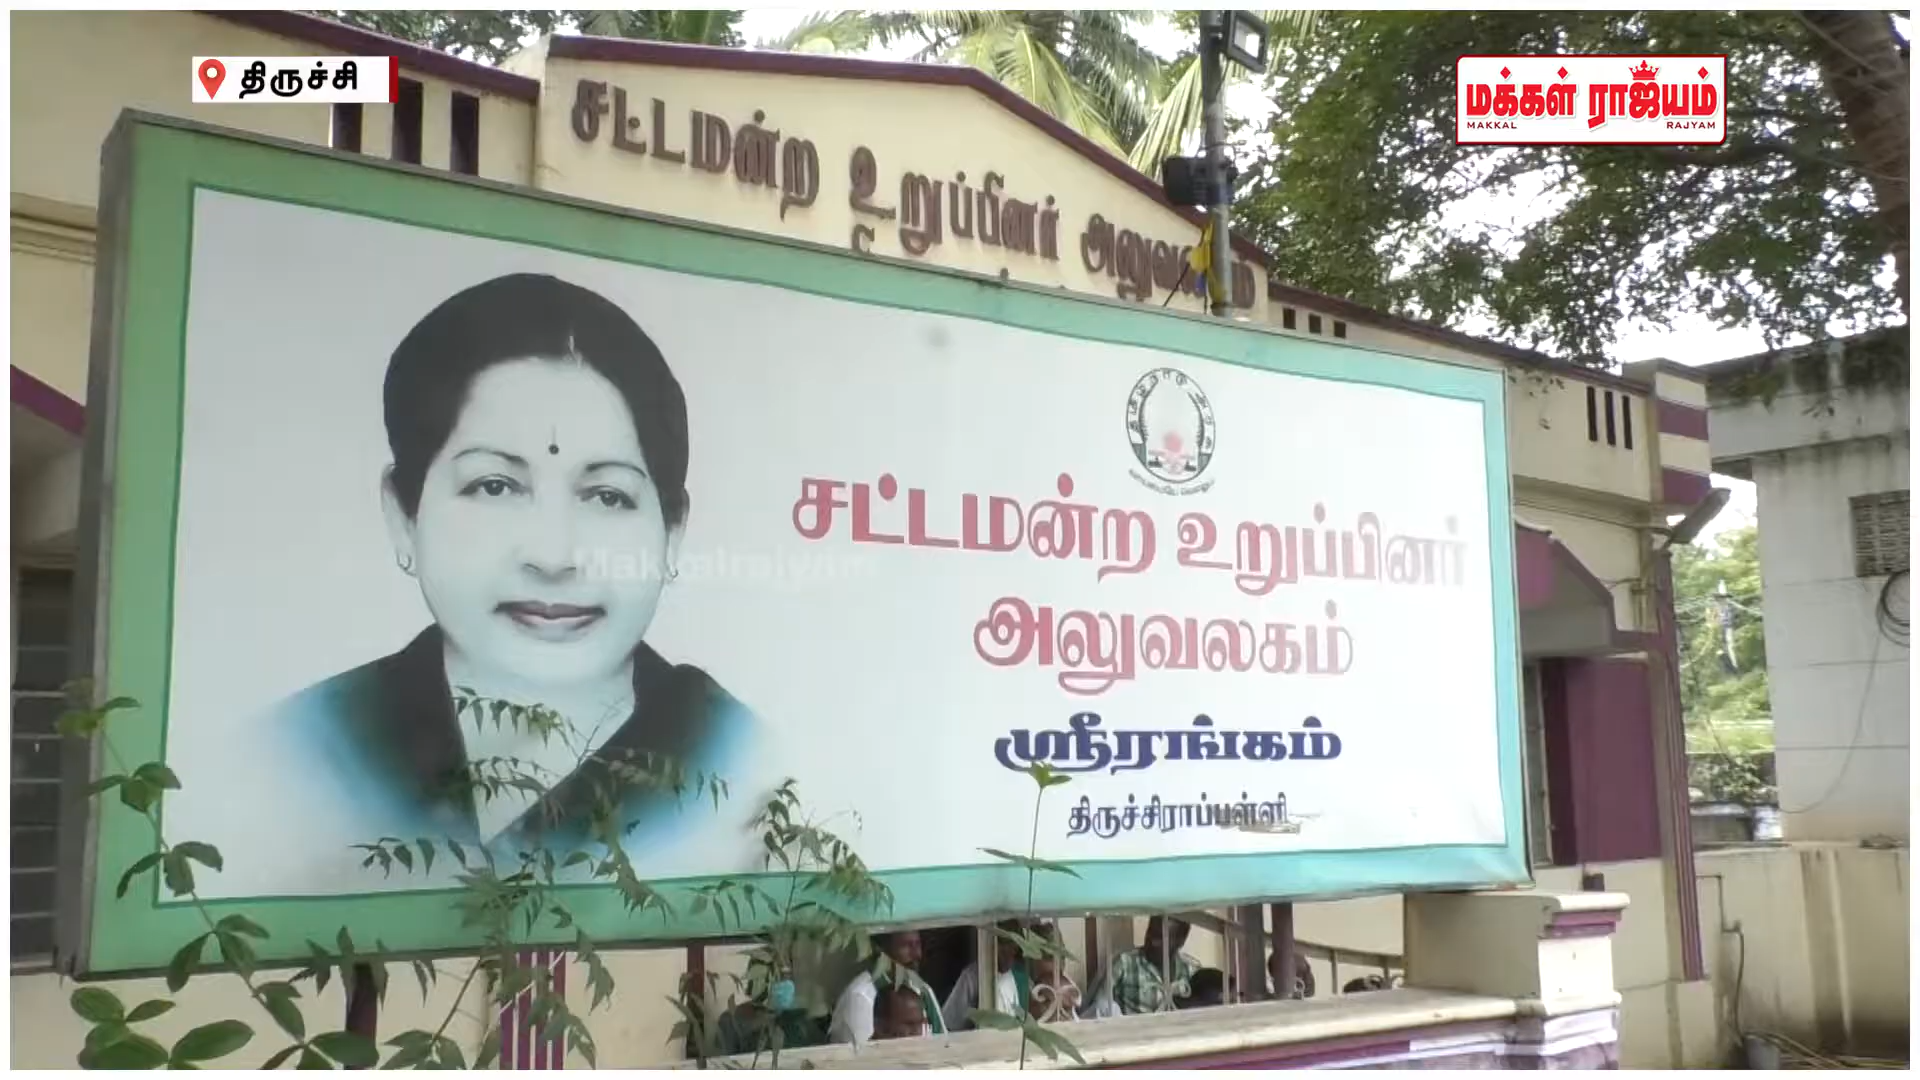 திருச்சி
மக்கள் ராஜ்யம்
MAKKAL RAJYAM
சட்டமன்ற உறுப்பினர் அலுவலகம்
சட்டமன்ற உறுப்பினர்
அலுவலகம்
ஸ்ரீரங்கம்
திருச்சிராப்பள்ளி
Makkalrajyam